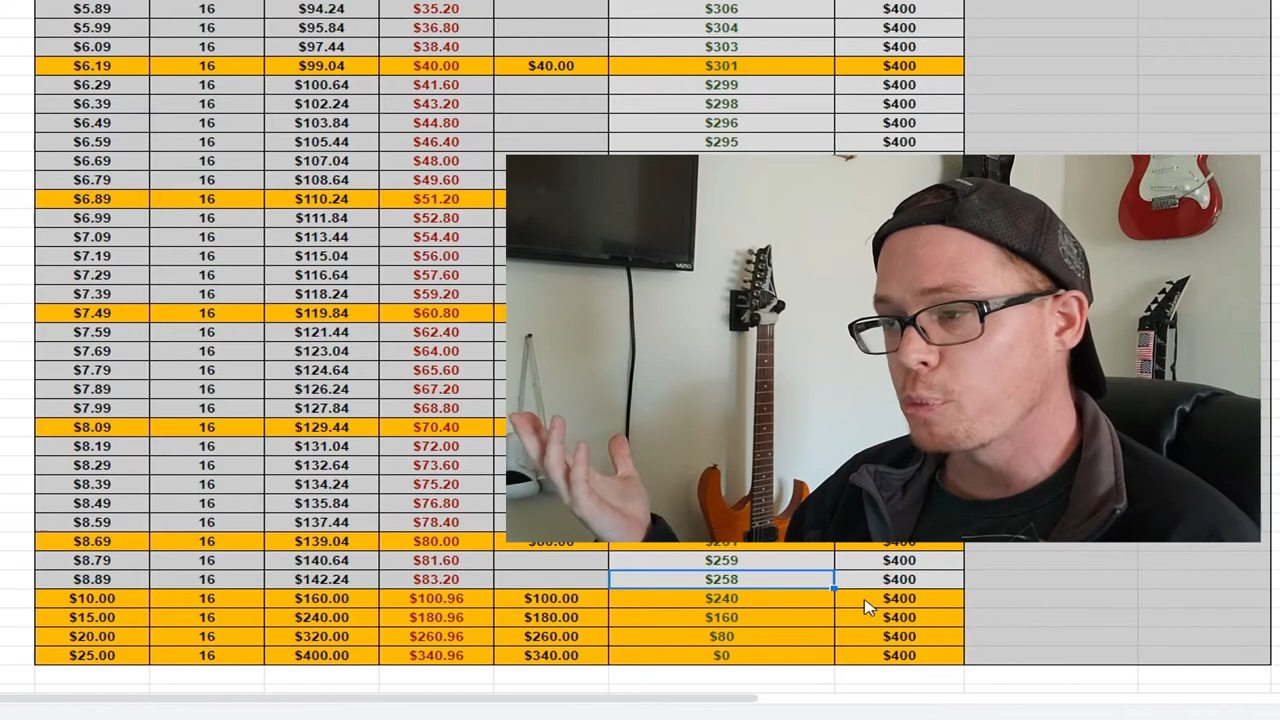 $5.89 16 $94.24 $35.20 $306 $400
$5.99 16 $95.84 $36.80 $304 $400
$6.09 16 $97.44 $38.40 $303 $400
$6.19 16 $99.04 $40.00 $40.00 $301 $400
$6.29 16 $100.64 $41.60 $299 $400
$6.39 16 $102.24 $43.20 $298 $400
$6.49 16 $103.84 $44.80 $296 $400
$6.59 16 $105.44 $46.40 $295 $400
$6.69 16 $107.04 $48.00
$6.79 16 $108.64 $49.60
$6.89 16 $110.24 $51.20
$6.99 16 $111.84 $52.80
$7.09 16 $113.44 $54.40
$7.19 16 $115.04 $56.00
$7.29 16 $116.64 $57.60
$7.39 16 $118.24 $59.20
$7.49 16 $119.84 $60.80
$7.59 16 $121.44 $62.40
$7.69 16 $123.04 $64.00
$7.79 16 $124.64 $65.60
$7.89 16 $126.24 $67.20
$7.99 16 $127.84 $68.80
$8.09 16 $129.44 $70.40
$8.19 16 $131.04 $72.00
$8.29 16 $132.64 $73.60
$8.39 16 $134.24 $75.20
$8.49 16 $135.84 $76.80
$8.59 16 $137.44 $78.40
$8.69 16 $139.04 $80.00
$8.79 16 $140.64 $81.60 $259 $400
$8.89 16 $142.24 $83.20 $258 $400
$10.00 16 $160.00 $100.96 $100.00 $240 $400
$15.00 16 $240.00 $180.96 $180.00 $160 $400
$20.00 16 $320.00 $260.96 $260.00 $80 $400
$25.00 16 $400.00 $340.96 $340.00 $0 $400
VIZIO